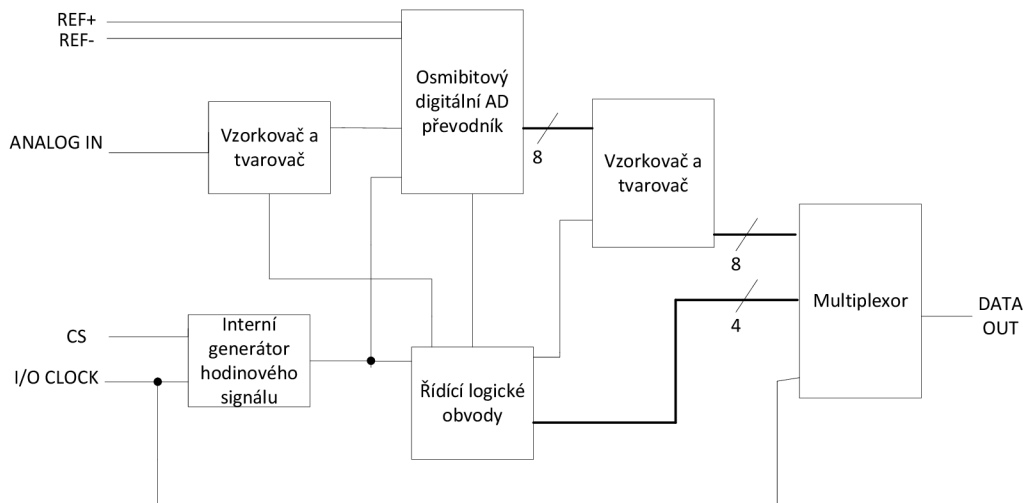 REF+
REF-
Osmibitový
digitální AD
převodník
ANALOG IN
Vzorkovač a
tvarovač
8
Vzorkovač a
tvarovač
8
4
Multiplexor
DATA
OUT
CS
I/O CLOCK
Interní
generátor
hodinového
signálu
Řídící logické
obvody